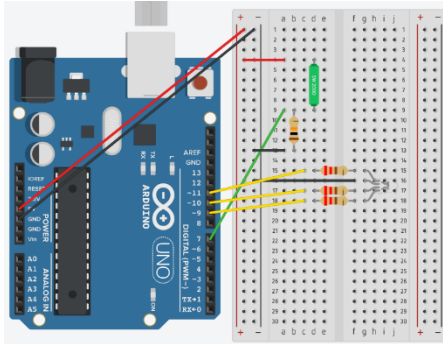 + − a b c d e f g h i j + −
SW200D
AREF
GND
13
12
~11
~10
~9
8
7
~6
~5
4
~3
2
TX→1
RX←0
DIGITAL (PWM~)
IOREF
RESET
GND
GND
Vin
POWER
A0
A1
A2
A3
A4
A5
ANALOG IN
TX
RX
L
ON
ARDUINO
UNO
+ − a b c d e f g h i j + −